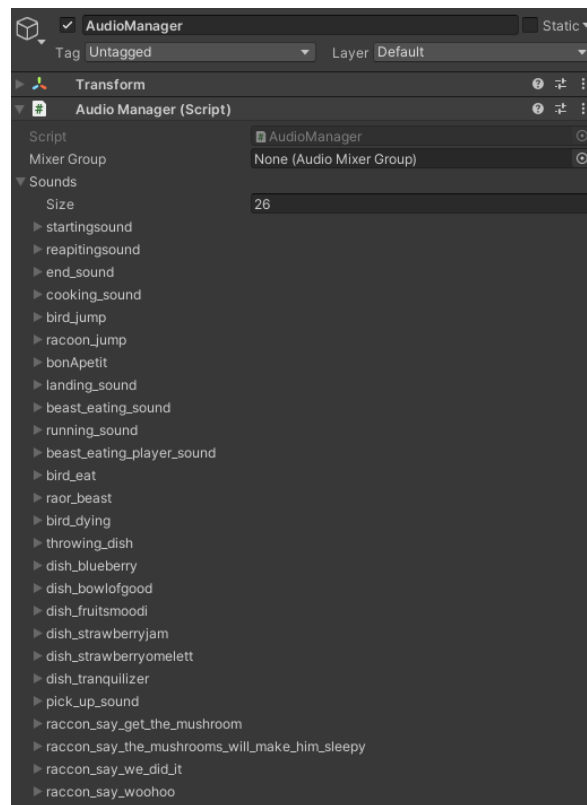 AudioManager Static
Tag Untagged Layer Default
Transform
# Audio Manager (Script)
Script # AudioManager
Mixer Group None (Audio Mixer Group)
Sounds
Size 26
startingsound
reapitingsound
end_sound
cooking_sound
bird_jump
racoon_jump
bonApetit
landing_sound
beast_eating_sound
running_sound
beast_eating_player_sound
bird_eat
raor_beast
bird_dying
throwing_dish
dish_blueberry
dish_bowlofgood
dish_fruitsmoodi
dish_strawberryjam
dish_strawberryomelett
dish_tranquilizer
pick_up_sound
raccon_say_get_the_mushroom
raccon_say_the_mushrooms_will_make_him_sleepy
raccon_say_we_did_it
raccon_say_woohoo